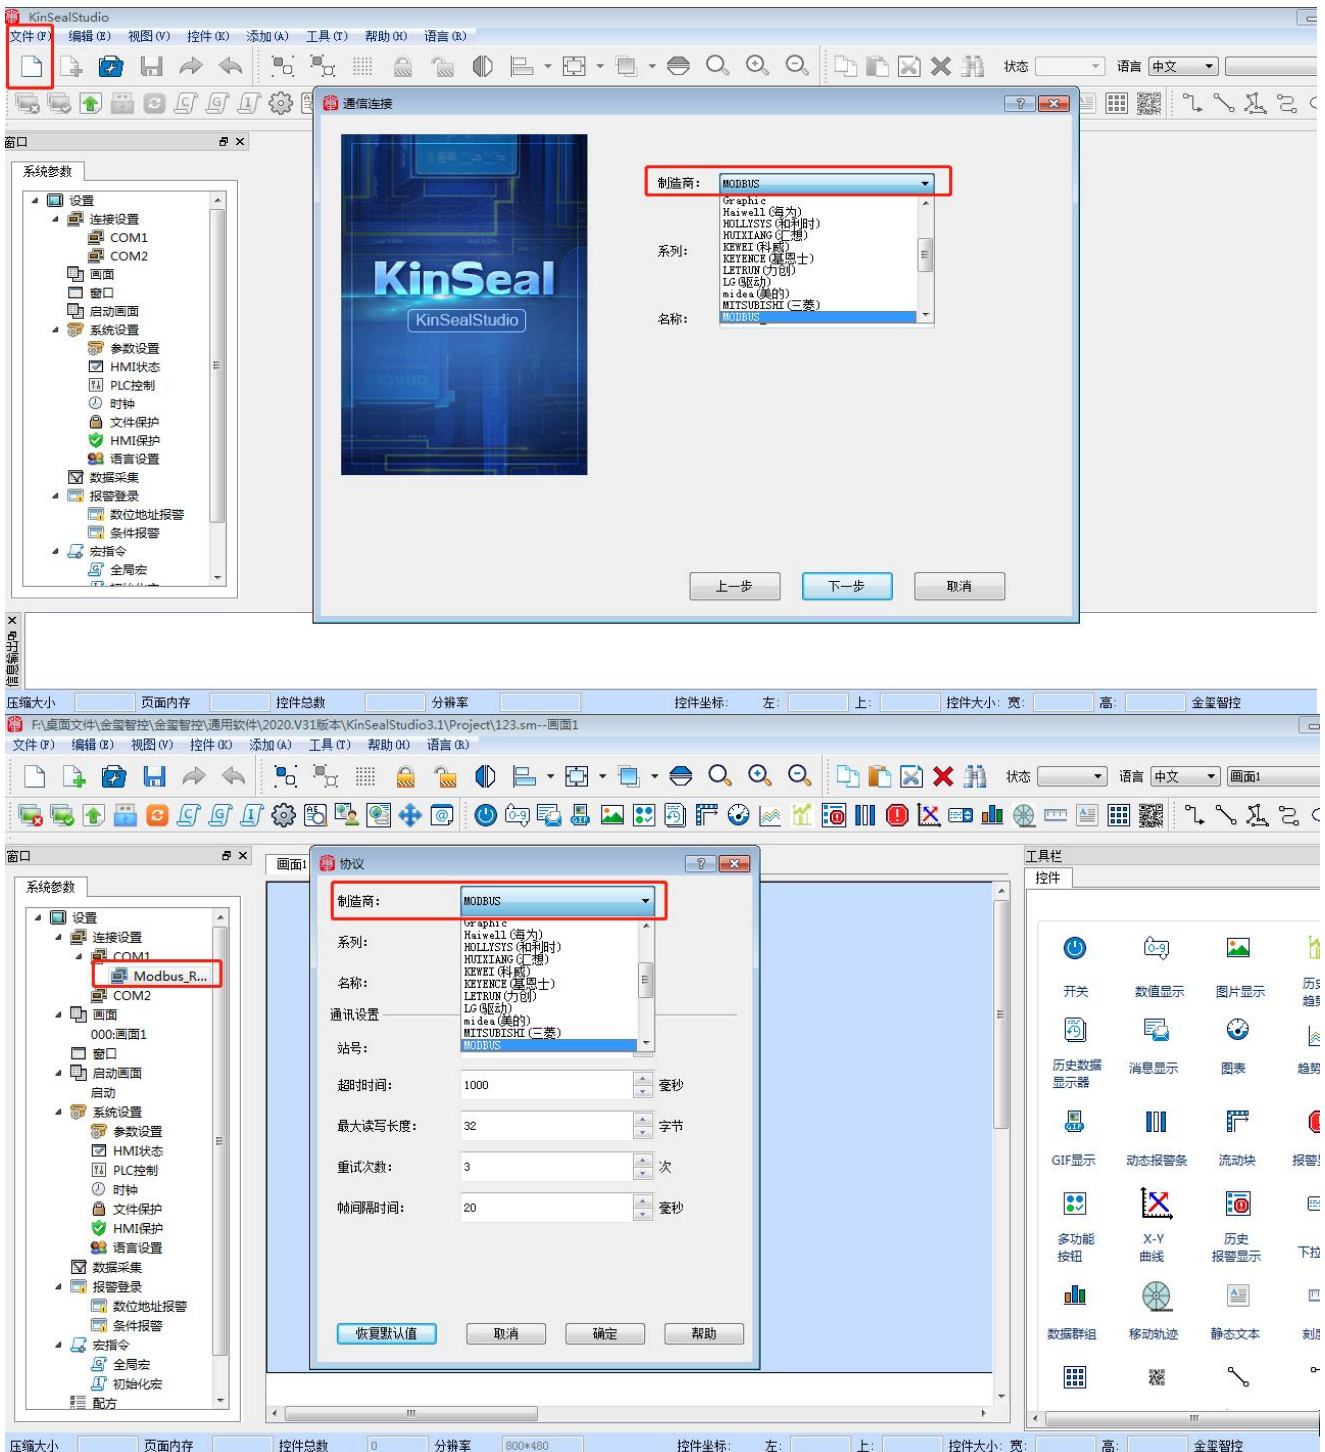 KinSealStudio
文件(F) 编辑(E) 视图(V) 控件(K) 添加(A) 工具(T) 帮助(H) 语言(R)
状态 语言 中文
通信连接
窗口
系统参数
设置
连接设置
COM1
COM2
画面
窗口
启动画面
系统设置
参数设置
HMI状态
PLC控制
时钟
文件保护
HMI保护
语言设置
数据采集
报警登录
数位地址报警
条件报警
宏指令
全局宏
KinSeal
KinSealStudio
制造商: MODBUS
Graphic
Haiwell(海为)
HOLLYSYS(和利时)
HUIXIANG(汇想)
KEWEI(科威)
KEYENCE(基恩士)
LETRUN(力创)
LG(驱动)
midea(美的)
MITSUBISHI(三菱)
MODBUS
系列:
名称:
上一步 下一步 取消
信息输出
压缩大小 页面内存 控件总数 分辨率 控件坐标: 左: 上: 控件大小: 宽: 高: 金玺智控
F:\桌面文件\金玺智控\金玺智控\通用软件\2020.V31版本\KinSealStudio3.1\Project\123.sm--画面1
文件(F) 编辑(E) 视图(V) 控件(K) 添加(A) 工具(T) 帮助(H) 语言(R)
状态 语言 中文 画面1
窗口
系统参数
设置
连接设置
COM1
Modbus_R...
COM2
画面
000:画面1
窗口
启动画面
启动
系统设置
参数设置
HMI状态
PLC控制
时钟
文件保护
HMI保护
语言设置
数据采集
报警登录
数位地址报警
条件报警
宏指令
全局宏
初始化宏
配方
画面1
协议
制造商: MODBUS
Graphic
Haiwell(海为)
HOLLYSYS(和利时)
HUIXIANG(汇想)
KEWEI(科威)
KEYENCE(基恩士)
LETRUN(力创)
LG(驱动)
midea(美的)
MITSUBISHI(三菱)
MODBUS
系列:
名称:
通讯设置
站号:
超时时间: 1000 毫秒
最大读写长度: 32 字节
重试次数: 3 次
帧间隔时间: 20 毫秒
恢复默认值 取消 确定 帮助
工具栏
控件
开关 数值显示 图片显示
历史数据显示器 消息显示 图表
GIF显示 动态报警条 流动块
多功能按钮 X-Y曲线 历史报警显示
数据群组 移动轨迹 静态文本
压缩大小 页面内存 控件总数 0 分辨率 800*480 控件坐标: 左: 上: 控件大小: 宽: 高: 金玺智控